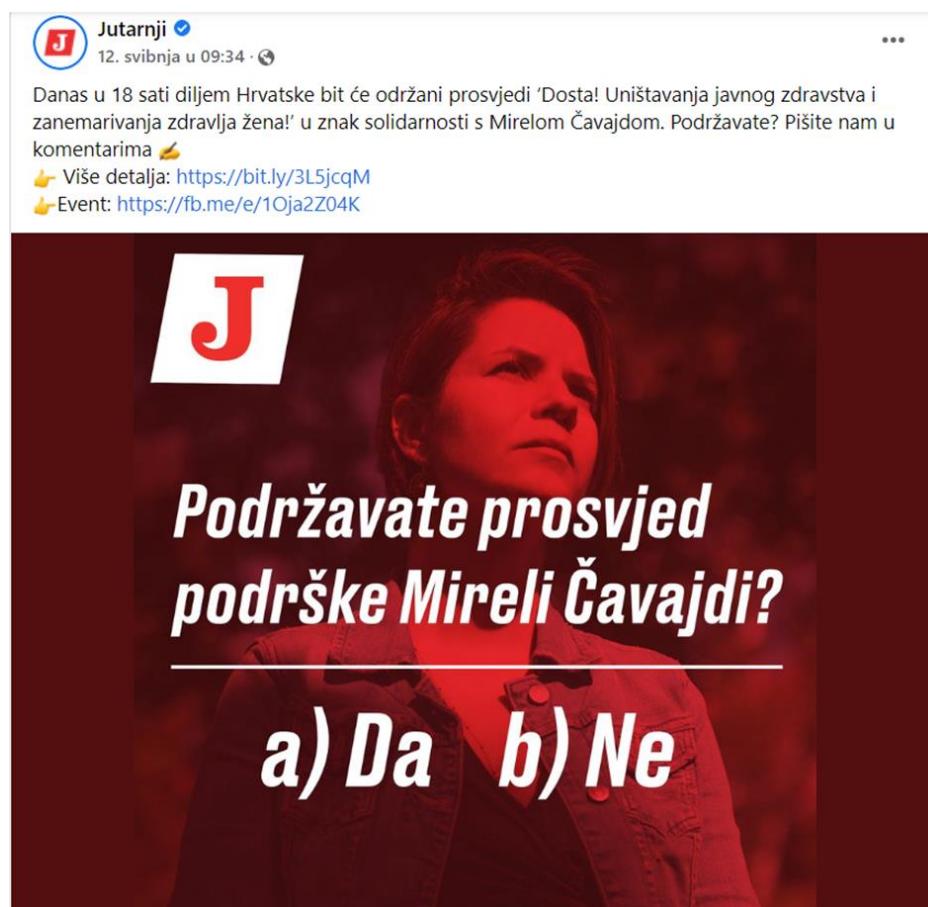 Jutarnji
12. svibnja u 09:34 ·
Danas u 18 sati diljem Hrvatske bit će održani prosvjedi ‘Dosta! Uništavanja javnog zdravstva i
zanemarivanja zdravlja žena!’ u znak solidarnosti s Mirelom Čavajdom. Podržavate? Pišite nam u
komentarima ✍️
👉 Više detalja: https://bit.ly/3L5jcqM
👉Event: https://fb.me/e/1Oja2Z04K
J
Podržavate prosvjed
podrške Mireli Čavajdi?
a) Da b) Ne